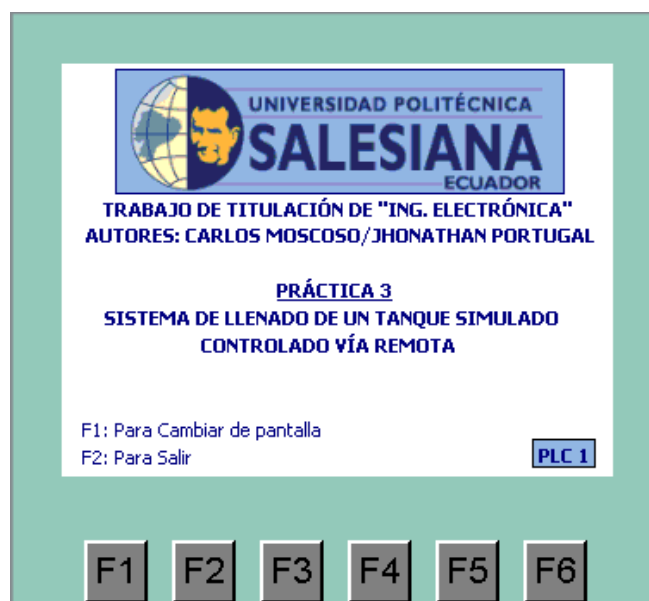 UNIVERSIDAD POLITÉCNICA
SALESIANA
ECUADOR
TRABAJO DE TITULACIÓN DE "ING. ELECTRÓNICA"
AUTORES: CARLOS MOSCOSO/JHONATHAN PORTUGAL
PRÁCTICA 3
SISTEMA DE LLENADO DE UN TANQUE SIMULADO
CONTROLADO VÍA REMOTA
F1: Para Cambiar de pantalla
F2: Para Salir
PLC 1
F1 F2 F3 F4 F5 F6